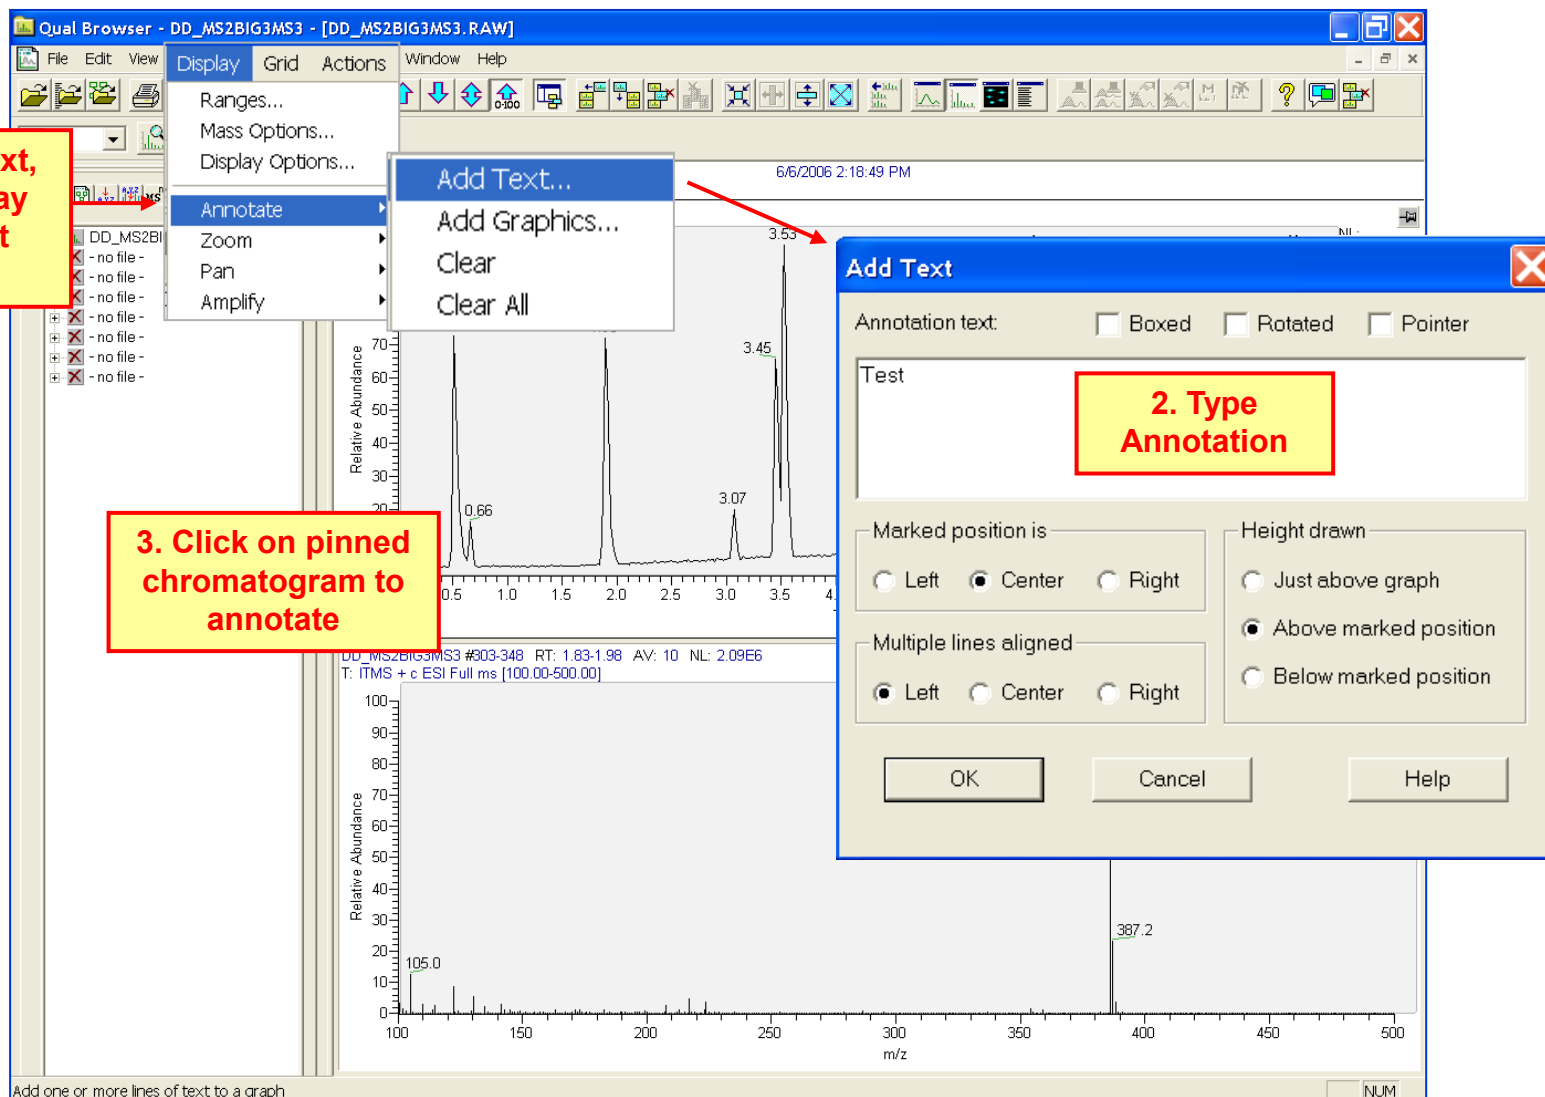 Qual Browser - DD_MS2BIG3MS3 - [DD_MS2BIG3MS3.RAW]
File Edit View Display Grid Actions Window Help
Ranges...
Mass Options...
Display Options...
Annotate
Zoom
Pan
Amplify
Add Text...
Add Graphics...
Clear
Clear All
6/6/2006 2:18:49 PM
xt,
ay
t
DD_MS2BI
- no file -
- no file -
- no file -
- no file -
- no file -
- no file -
- no file -
NL:
3.53
3.45
3.07
0.66
70
60
50
40
30
20
Relative Abundance
0.5 1.0 1.5 2.0 2.5 3.0 3.5 4.
3. Click on pinned
chromatogram to
annotate
Add Text
Annotation text: Boxed Rotated Pointer
Test
2. Type
Annotation
Marked position is
Left Center Right
Multiple lines aligned
Left Center Right
Height drawn
Just above graph
Above marked position
Below marked position
OK Cancel Help
DD_MS2BIG3MS3 #303-348 RT: 1.83-1.98 AV: 10 NL: 2.09E6
T: ITMS + c ESI Full ms [100.00-500.00]
100
90
80
70
60
50
40
30
20
10
0
Relative Abundance
105.0
387.2
100 150 200 250 300 350 400 450 500
m/z
Add one or more lines of text to a graph
NUM